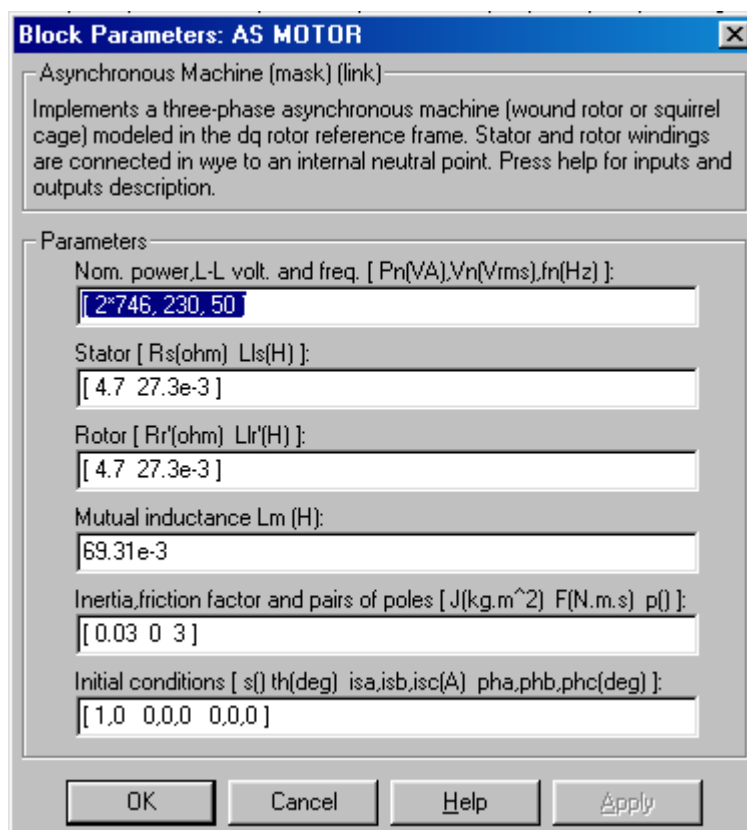 Block Parameters: AS MOTOR
Asynchronous Machine (mask) (link)
Implements a three-phase asynchronous machine (wound rotor or squirrel
cage) modeled in the dq rotor reference frame. Stator and rotor windings
are connected in wye to an internal neutral point. Press help for inputs and
outputs description.
Parameters
Nom. power,L-L volt. and freq. [ Pn(VA),Vn(Vrms),fn(Hz) ]:
[ 2*746, 230, 50 ]
Stator [ Rs(ohm) Lls(H) ]:
[ 4.7 27.3e-3 ]
Rotor [ Rr'(ohm) Llr'(H) ]:
[ 4.7 27.3e-3 ]
Mutual inductance Lm (H):
69.31e-3
Inertia,friction factor and pairs of poles [ J(kg.m^2) F(N.m.s) p() ]:
[ 0.03 0 3 ]
Initial conditions [ s() th(deg) isa,isb,isc(A) pha,phb,phc(deg) ]:
[ 1,0 0,0,0 0,0,0 ]
OK Cancel Help Apply